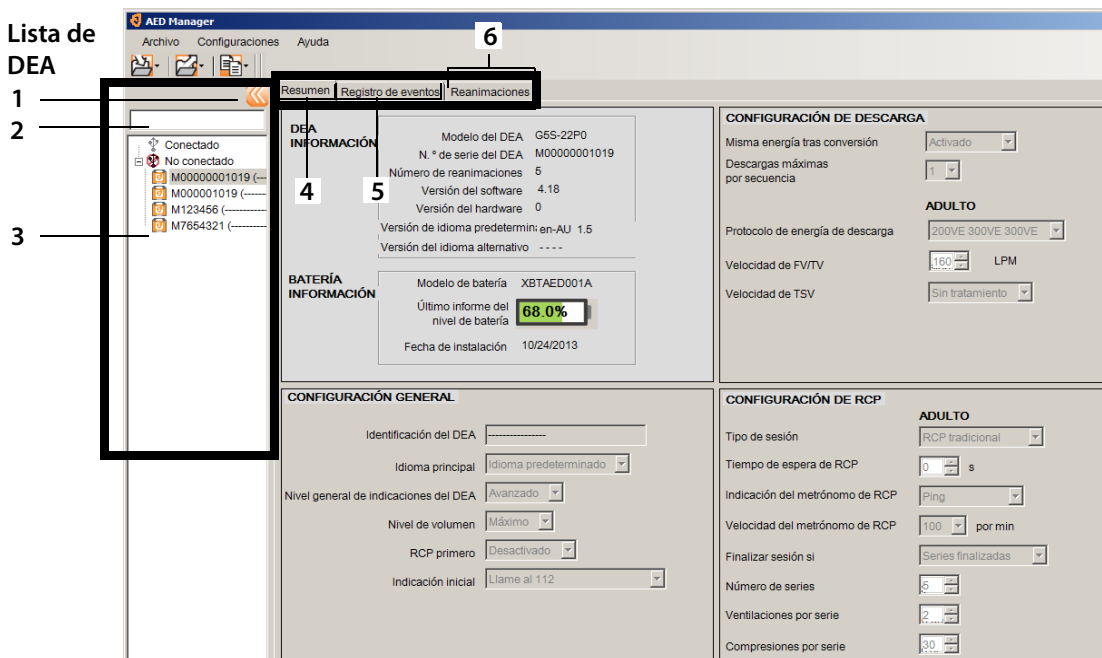 AED Manager
Lista de
DEA
Archivo Configuraciones Ayuda
6
1
2
3
Conectado
No conectado
M00000001019 (---
M000001019 (------
M123456 (------------
M7654321 (----------
Resumen Registro de eventos Reanimaciones
4
5
DEA
INFORMACIÓN
Modelo del DEA G5S-22P0
N. º de serie del DEA M00000001019
Número de reanimaciones 5
Versión del software 4.18
Versión del hardware 0
Versión de idioma predetermin: en-AU 1.5
Versión del idioma alternativo - - - -
BATERÍA
INFORMACIÓN
Modelo de batería XBTAED001A
Último informe del
nivel de batería
68.0%
Fecha de instalación 10/24/2013
CONFIGURACIÓN DE DESCARGA
Misma energía tras conversión Activado
Descargas máximas
por secuencia
1
ADULTO
Protocolo de energía de descarga 200VE 300VE 300VE
Velocidad de FV/TV 160 LPM
Velocidad de TSV Sin tratamiento
CONFIGURACIÓN GENERAL
Identificación del DEA ----------------
Idioma principal Idioma predeterminado
Nivel general de indicaciones del DEA Avanzado
Nivel de volumen Máximo
RCP primero Desactivado
Indicación inicial Llame al 112
CONFIGURACIÓN DE RCP
ADULTO
Tipo de sesión RCP tradicional
Tiempo de espera de RCP 0 s
Indicación del metrónomo de RCP Ping
Velocidad del metrónomo de RCP 100 por min
Finalizar sesión si Series finalizadas
Número de series 5
Ventilaciones por serie 2
Compresiones por serie 30